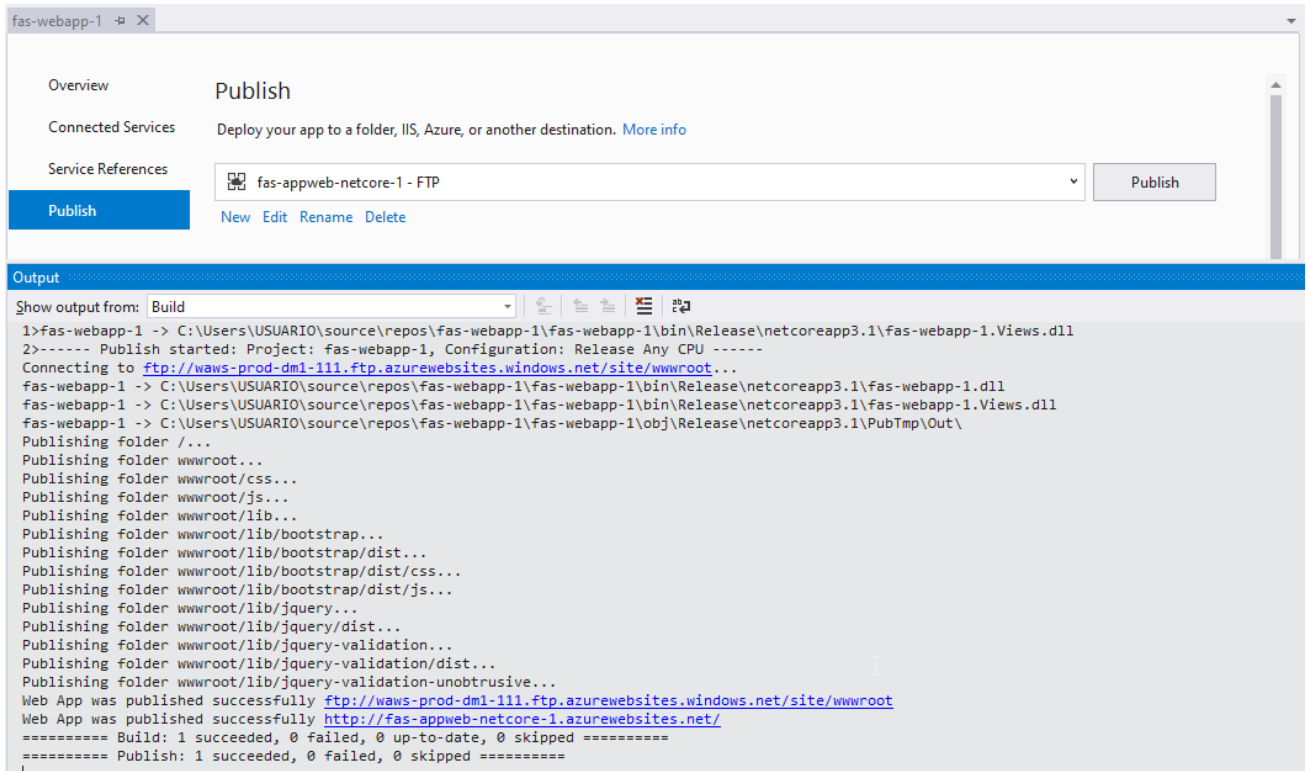 fas-webapp-1
Overview
Connected Services
Service References
Publish
Publish
Deploy your app to a folder, IIS, Azure, or another destination. More info
fas-appweb-netcore-1 - FTP
Publish
New Edit Rename Delete
Output
Show output from: Build
1>fas-webapp-1 -> C:\Users\USUARIO\source\repos\fas-webapp-1\fas-webapp-1\bin\Release\netcoreapp3.1\fas-webapp-1.Views.dll
2>------ Publish started: Project: fas-webapp-1, Configuration: Release Any CPU ------
Connecting to ftp://waws-prod-dm1-111.ftp.azurewebsites.windows.net/site/wwwroot...
fas-webapp-1 -> C:\Users\USUARIO\source\repos\fas-webapp-1\fas-webapp-1\bin\Release\netcoreapp3.1\fas-webapp-1.dll
fas-webapp-1 -> C:\Users\USUARIO\source\repos\fas-webapp-1\fas-webapp-1\bin\Release\netcoreapp3.1\fas-webapp-1.Views.dll
fas-webapp-1 -> C:\Users\USUARIO\source\repos\fas-webapp-1\fas-webapp-1\obj\Release\netcoreapp3.1\PubTmp\Out\
Publishing folder /...
Publishing folder wwwroot...
Publishing folder wwwroot/css...
Publishing folder wwwroot/js...
Publishing folder wwwroot/lib...
Publishing folder wwwroot/lib/bootstrap...
Publishing folder wwwroot/lib/bootstrap/dist...
Publishing folder wwwroot/lib/bootstrap/dist/css...
Publishing folder wwwroot/lib/bootstrap/dist/js...
Publishing folder wwwroot/lib/jquery...
Publishing folder wwwroot/lib/jquery/dist...
Publishing folder wwwroot/lib/jquery-validation...
Publishing folder wwwroot/lib/jquery-validation/dist...
Publishing folder wwwroot/lib/jquery-validation-unobtrusive...
Web App was published successfully ftp://waws-prod-dm1-111.ftp.azurewebsites.windows.net/site/wwwroot
Web App was published successfully http://fas-appweb-netcore-1.azurewebsites.net/
========== Build: 1 succeeded, 0 failed, 0 up-to-date, 0 skipped ==========
========== Publish: 1 succeeded, 0 failed, 0 skipped ==========